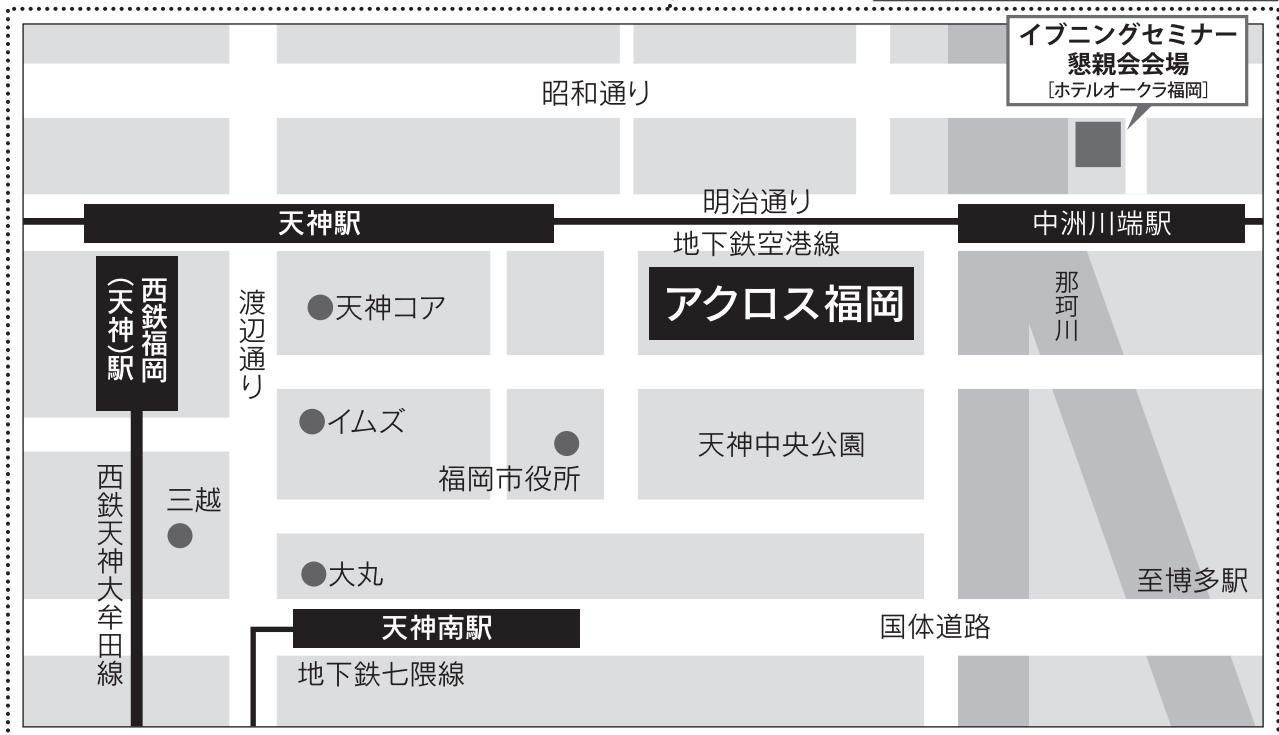 イブニングセミナー
懇親会会場
［ホテルオークラ福岡］
昭和通り
明治通り
天神駅
中洲川端駅
地下鉄空港線
西鉄福岡
（天神）駅
渡辺通り
天神コア
アクロス福岡
那珂川
イムズ
福岡市役所
天神中央公園
西鉄天神大牟田線
三越
大丸
至博多駅
天神南駅
国体道路
地下鉄七隈線